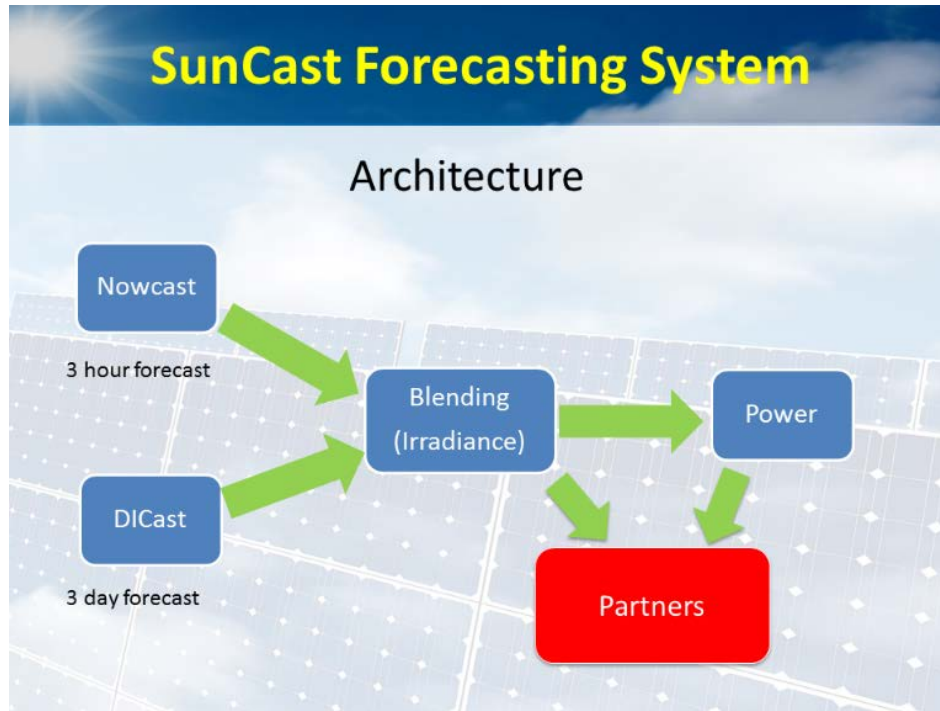 SunCast Forecasting System
Architecture
Nowcast
3 hour forecast
Blending
(Irradiance)
Power
DICast
3 day forecast
Partners